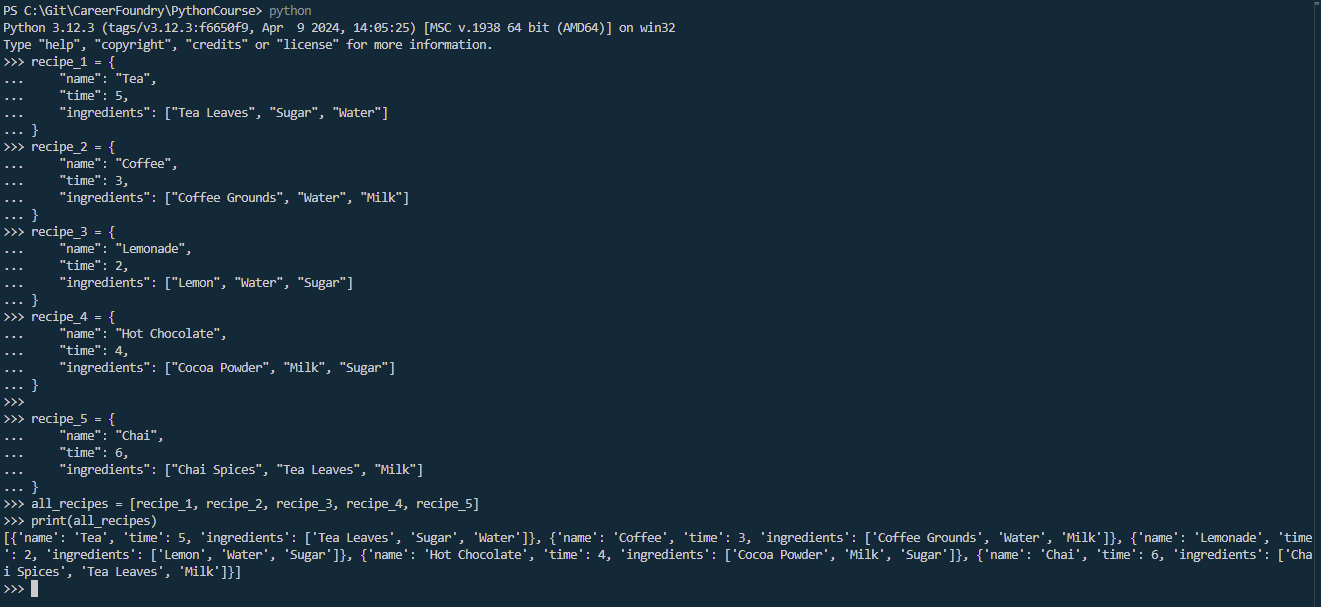 PS C:\Git\CareerFoundry\PythonCourse> python
Python 3.12.3 (tags/v3.12.3:f6650f9, Apr  9 2024, 14:05:25) [MSC v.1938 64 bit (AMD64)] on win32
Type "help", "copyright", "credits" or "license" for more information.
>>> recipe_1 = {
...     "name": "Tea",
...     "time": 5,
...     "ingredients": ["Tea Leaves", "Sugar", "Water"]
... }
>>> recipe_2 = {
...     "name": "Coffee",
...     "time": 3,
...     "ingredients": ["Coffee Grounds", "Water", "Milk"]
... }
>>> recipe_3 = {
...     "name": "Lemonade",
...     "time": 2,
...     "ingredients": ["Lemon", "Water", "Sugar"]
... }
>>> recipe_4 = {
...     "name": "Hot Chocolate",
...     "time": 4,
...     "ingredients": ["Cocoa Powder", "Milk", "Sugar"]
... }
>>>
>>> recipe_5 = {
...     "name": "Chai",
...     "time": 6,
...     "ingredients": ["Chai Spices", "Tea Leaves", "Milk"]
... }
>>> all_recipes = [recipe_1, recipe_2, recipe_3, recipe_4, recipe_5]
>>> print(all_recipes)
[{'name': 'Tea', 'time': 5, 'ingredients': ['Tea Leaves', 'Sugar', 'Water']}, {'name': 'Coffee', 'time': 3, 'ingredients': ['Coffee Grounds', 'Water', 'Milk']}, {'name': 'Lemonade', 'time
': 2, 'ingredients': ['Lemon', 'Water', 'Sugar']}, {'name': 'Hot Chocolate', 'time': 4, 'ingredients': ['Cocoa Powder', 'Milk', 'Sugar']}, {'name': 'Chai', 'time': 6, 'ingredients': ['Cha
i Spices', 'Tea Leaves', 'Milk']}]
>>>